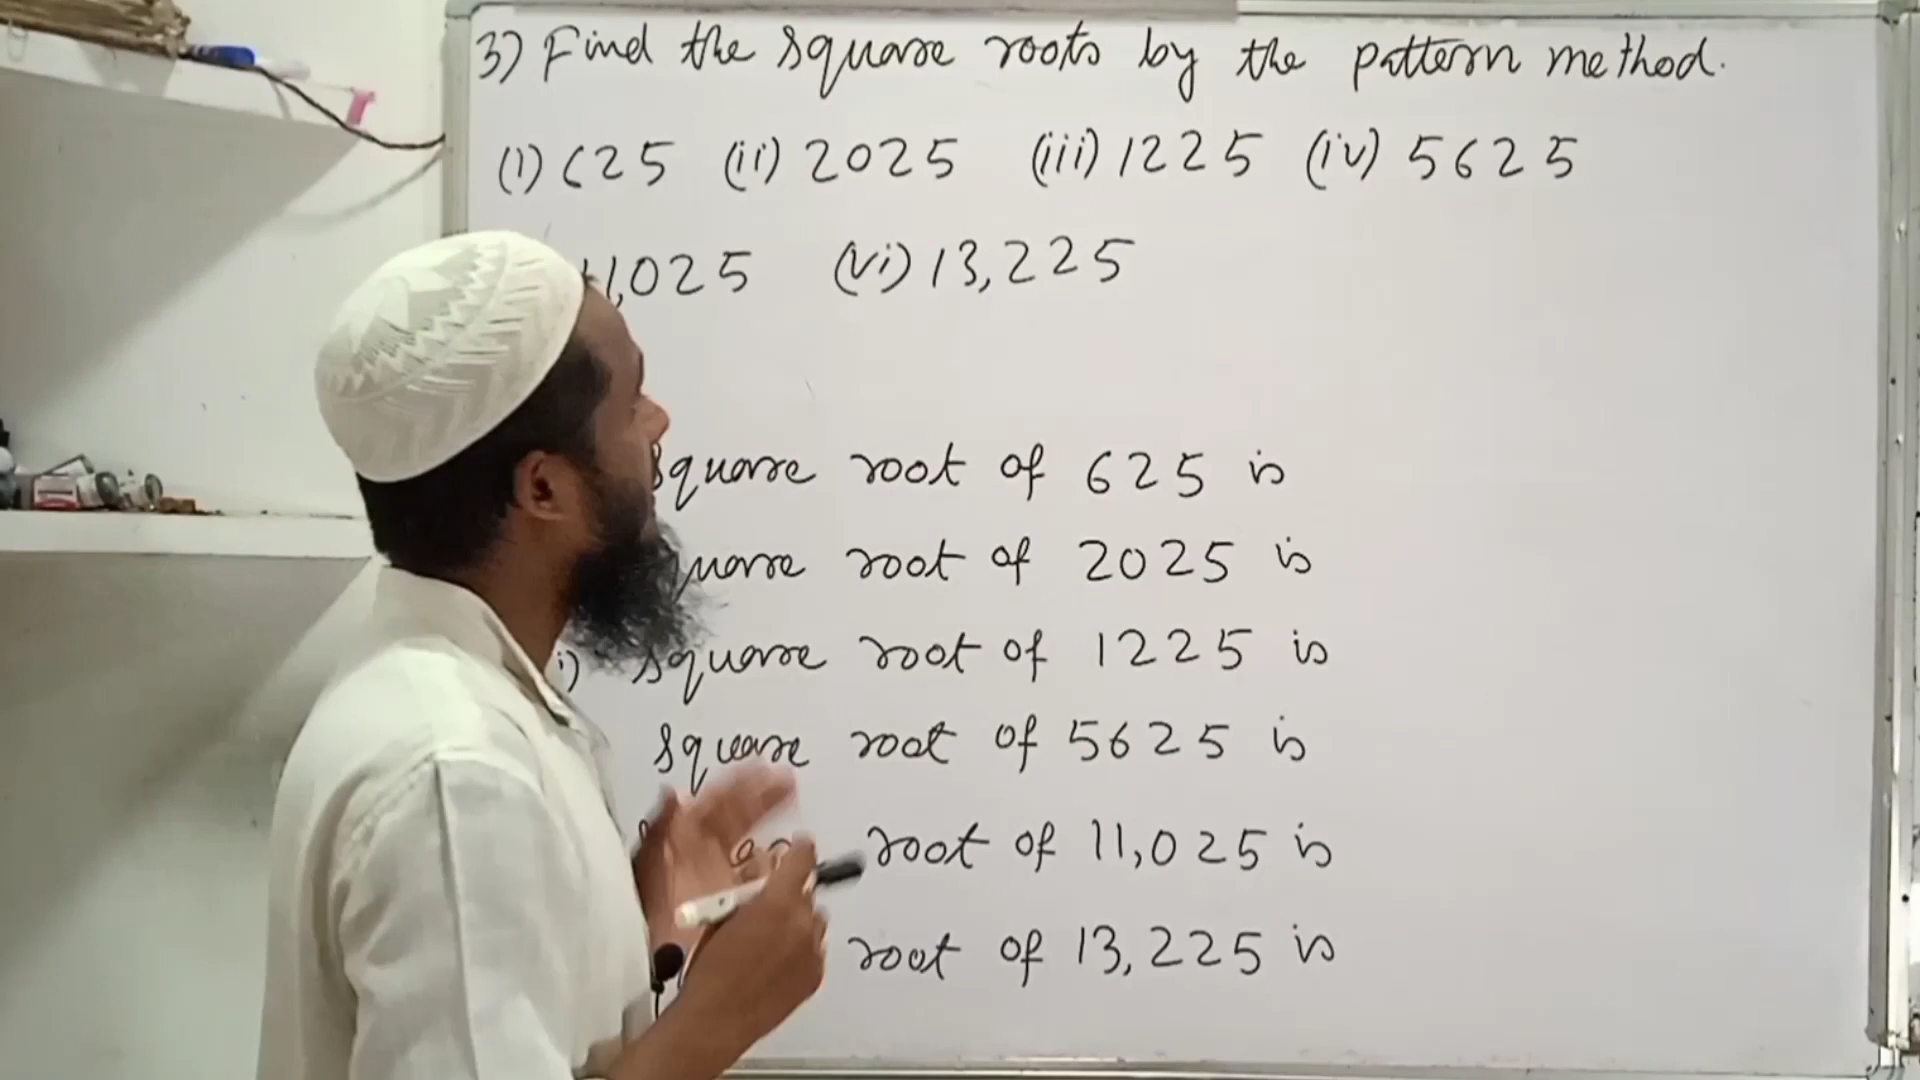 3) Find the square roots by the pattern method.
(i) 625 (ii) 2025 (iii) 1225 (iv) 5625
11,025 (vi) 13,225
square root of 625 is
root of 2025 is
i) square root of 1225 is
square root of 5625 is
root of 11,025 is
root of 13,225 is